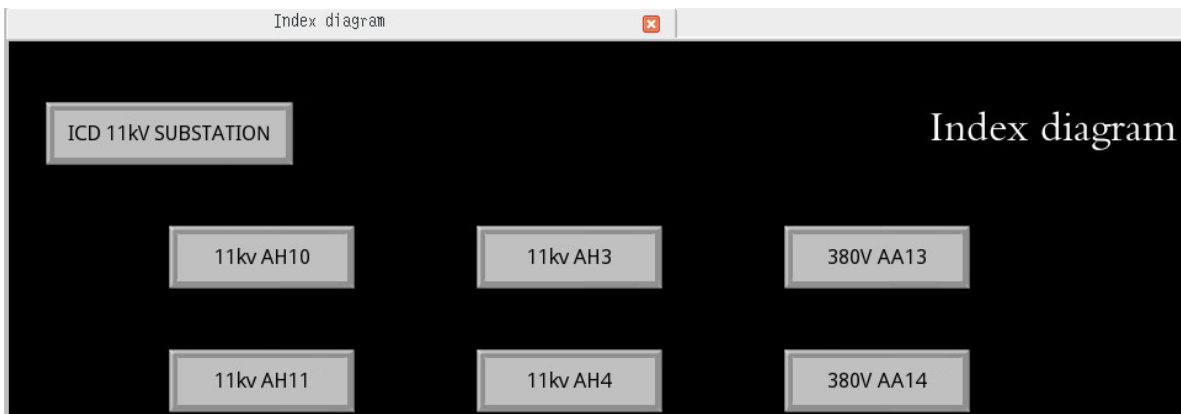 Index diagram
ICD 11kV SUBSTATION
Index diagram
11kv AH10
11kv AH3
380V AA13
11kv AH11
11kv AH4
380V AA14